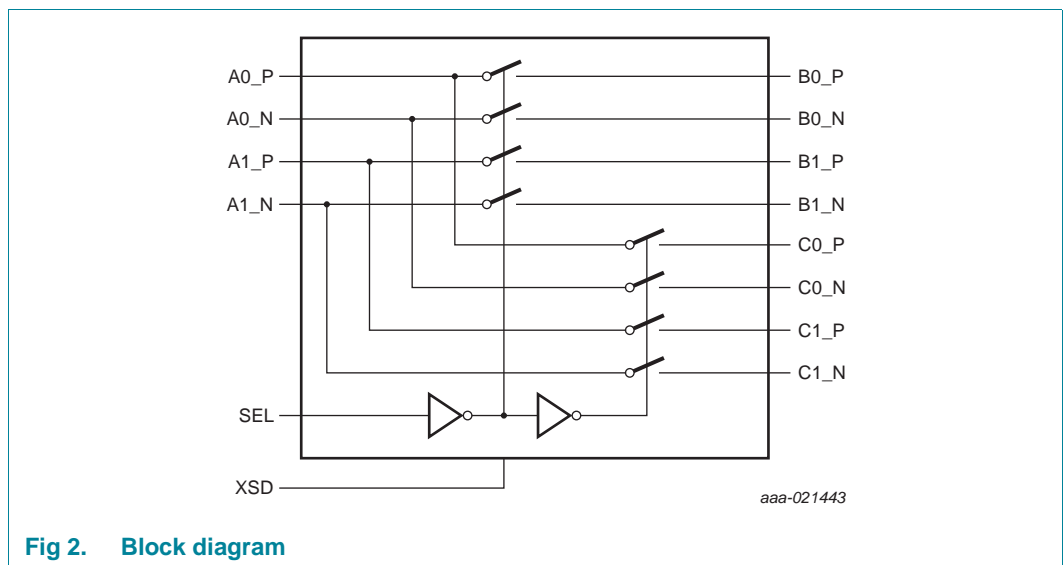 A0_P
B0_P
A0_N
B0_N
A1_P
B1_P
A1_N
B1_N
C0_P
C0_N
C1_P
C1_N
SEL
XSD
aaa-021443
Fig 2. Block diagram